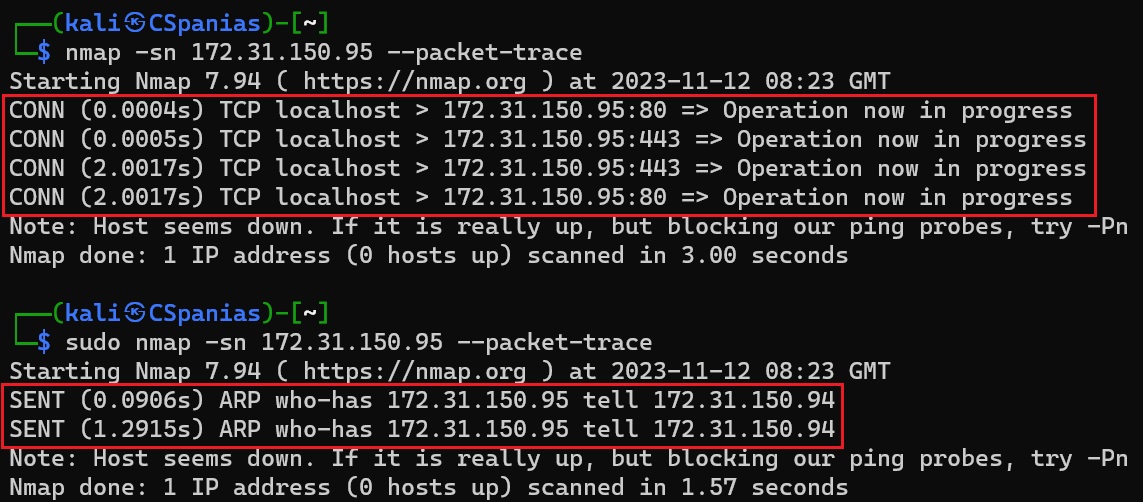 ┌──(kali㉿CSpanias)-[~]
└─$ nmap -sn 172.31.150.95 --packet-trace
Starting Nmap 7.94 ( https://nmap.org ) at 2023-11-12 08:23 GMT
CONN (0.0004s) TCP localhost > 172.31.150.95:80 => Operation now in progress
CONN (0.0005s) TCP localhost > 172.31.150.95:443 => Operation now in progress
CONN (2.0017s) TCP localhost > 172.31.150.95:443 => Operation now in progress
CONN (2.0017s) TCP localhost > 172.31.150.95:80 => Operation now in progress
Note: Host seems down. If it is really up, but blocking our ping probes, try -Pn
Nmap done: 1 IP address (0 hosts up) scanned in 3.00 seconds
┌──(kali㉿CSpanias)-[~]
└─$ sudo nmap -sn 172.31.150.95 --packet-trace
Starting Nmap 7.94 ( https://nmap.org ) at 2023-11-12 08:23 GMT
SENT (0.0906s) ARP who-has 172.31.150.95 tell 172.31.150.94
SENT (1.2915s) ARP who-has 172.31.150.95 tell 172.31.150.94
Note: Host seems down. If it is really up, but blocking our ping probes, try -Pn
Nmap done: 1 IP address (0 hosts up) scanned in 1.57 seconds